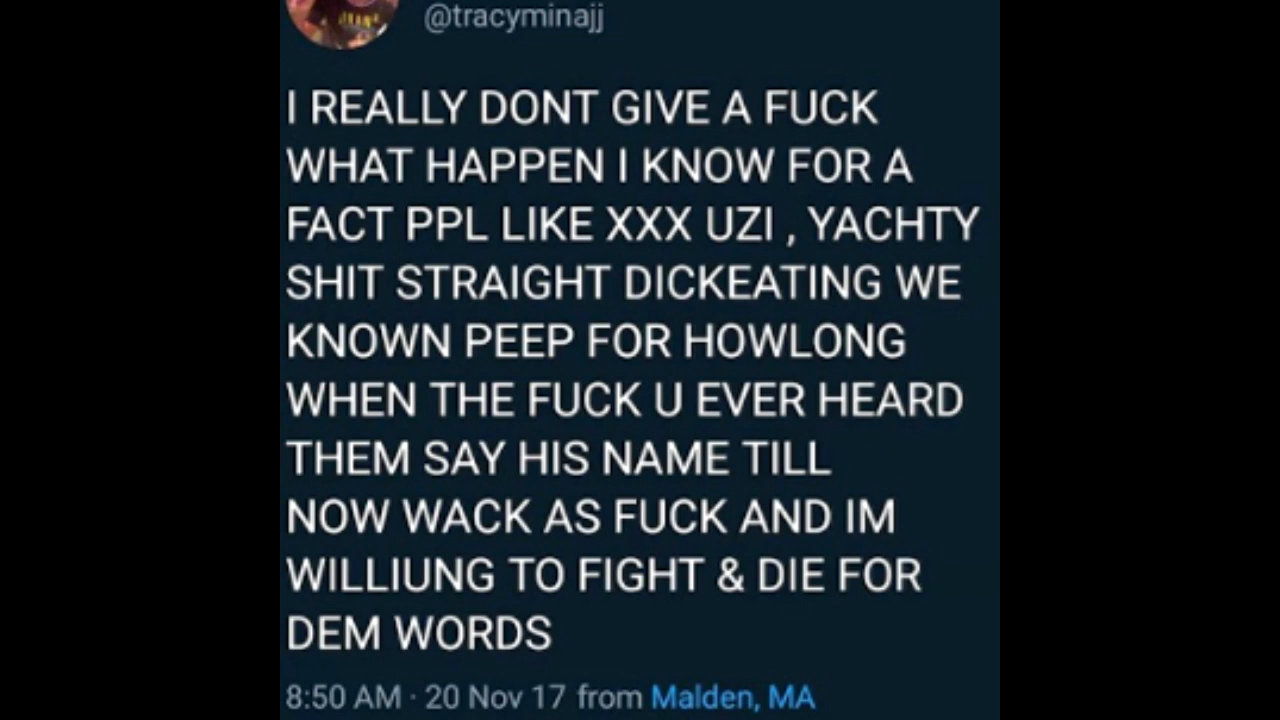 @tracyminajj
I REALLY DONT GIVE A FUCK
WHAT HAPPEN I KNOW FOR A
FACT PPL LIKE XXX UZI , YACHTY
SHIT STRAIGHT DICKEATING WE
KNOWN PEEP FOR HOWLONG
WHEN THE FUCK U EVER HEARD
THEM SAY HIS NAME TILL
NOW WACK AS FUCK AND IM
WILLIUNG TO FIGHT & DIE FOR
DEM WORDS
8:50 AM · 20 Nov 17 from Malden, MA